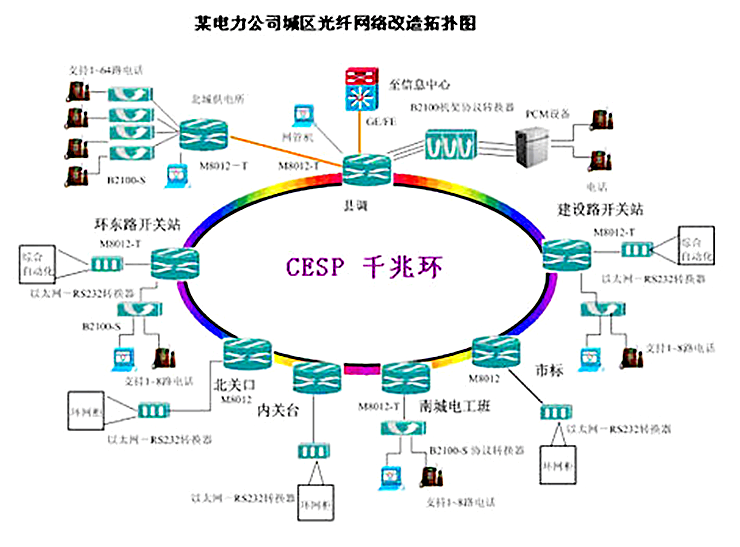 某电力公司城区光纤网络改造拓扑图
支持1~64路电话
北城供电所
至信息中心
B2100机架协议转换器
PCM设备
网管机
GE/FE
M8012-T
M8012-T
B2100-S
县调
电话
建设路开关站
环东路开关站
M8012-T
M8012-T
综合
自动化
综合
自动化
CESP 千兆环
以太网-RS232转换器
以太网-RS232转换器
B2100-S
支持1~8路电话
支持1~8路电话
北关口
M8012
内关台
M8012-T
南城电工班
M8012
市标
环网柜
以太网-RS232转换器
以太网-RS232转换器
B2100-S 协议转换器
环网柜
以太网-RS232转换器
环网柜
支持1~8路电话